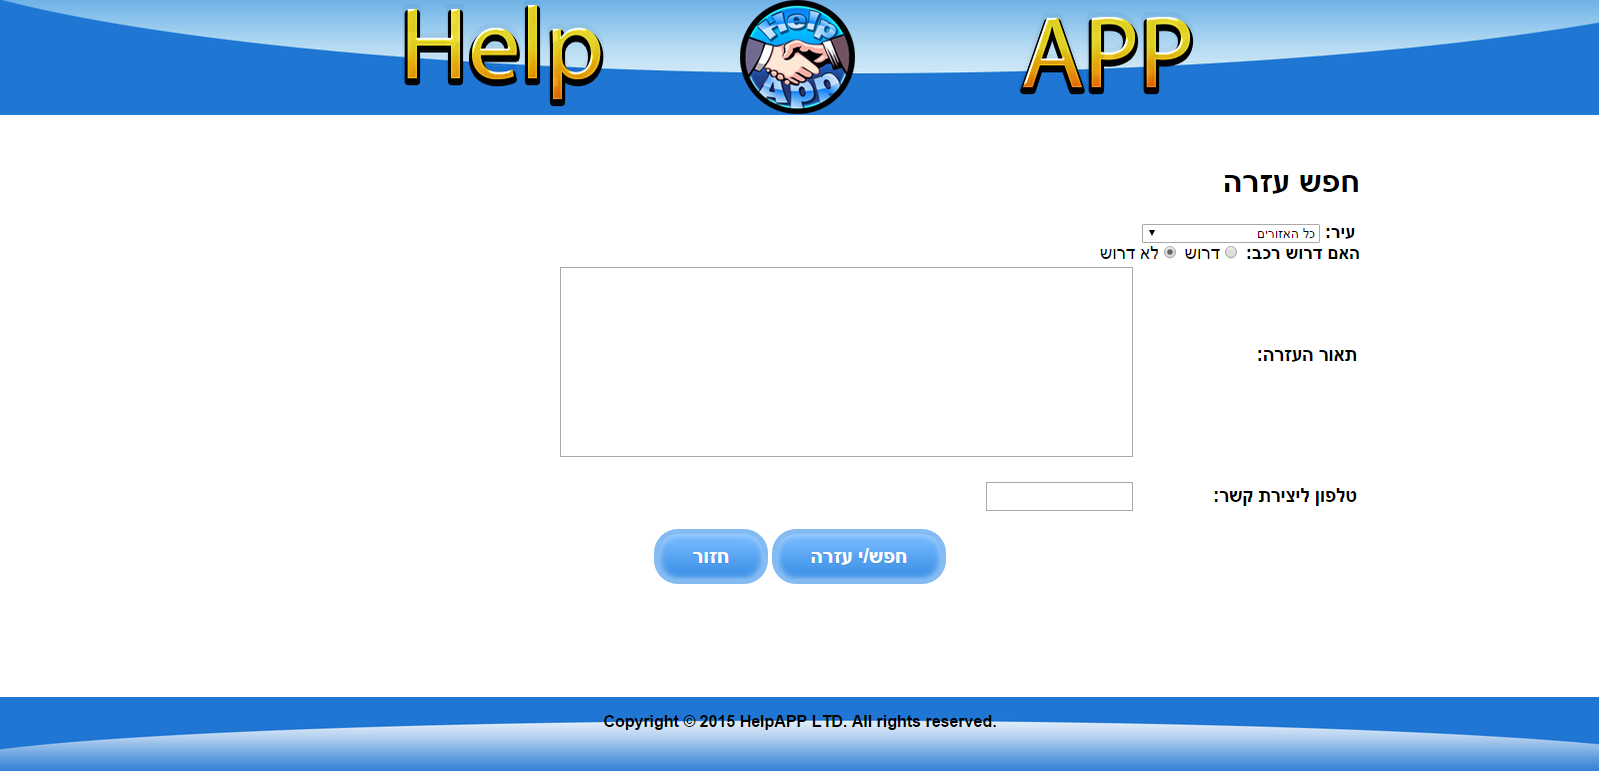 Help Help App APP
חפש עזרה
עיר: כל האזורים
האם דרוש רכב: דרוש לא דרוש
תאור העזרה:
טלפון ליצירת קשר:
חפש/י עזרה חזור
Copyright © 2015 HelpAPP LTD. All rights reserved.